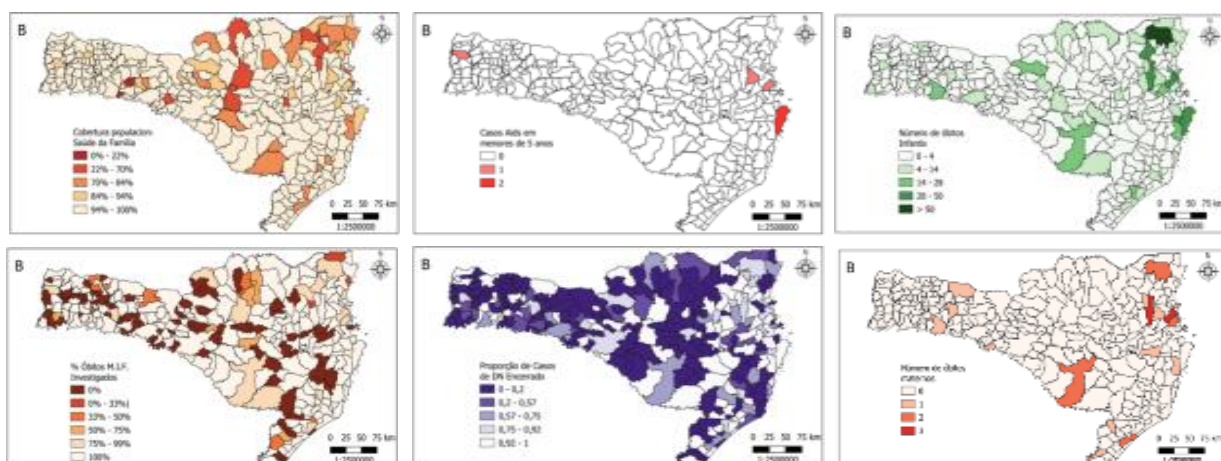 B
N
Cobertura populacion
Saúde da Família
0% - 22%
22% - 70%
70% - 84%
84% - 94%
94% - 100%
0 25 50 75 km
1:2500000
B
N
Casos Aids em
menores de 5 anos
0
1
2
0 25 50 75 km
1:2500000
B
N
Número de óbitos
Infantis
0 - 4
4 - 14
14 - 28
28 - 50
> 50
0 25 50 75 km
1:2500000
B
N
% Óbitos M.I.F.
Investigados
0%
0% - 33%
33% - 50%
50% - 75%
75% - 99%
100%
0 25 50 75 km
1:2500000
B
N
Proporção de Casos
de DN Encerrado
0 - 0,2
0,2 - 0,57
0,57 - 0,75
0,75 - 0,92
0,92 - 1
0 25 50 75 km
1:2500000
B
N
Número de óbitos
maternos
0
1
2
3
0 25 50 75 km
1:2500000